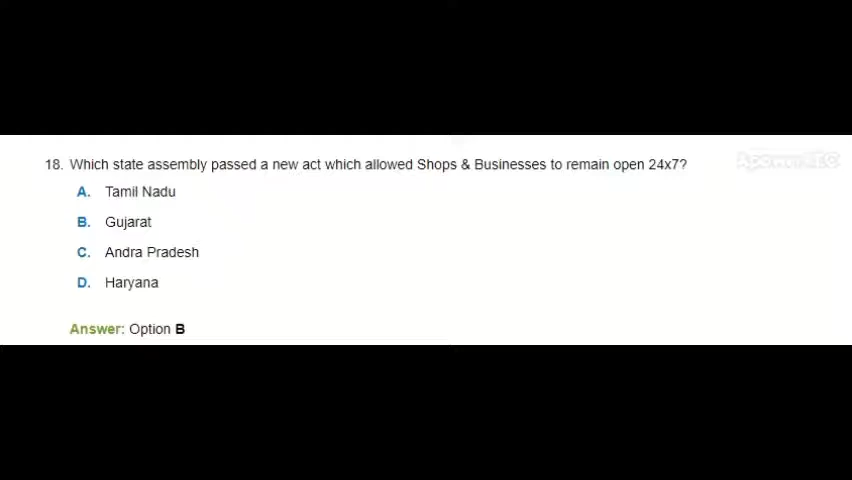 18. Which state assembly passed a new act which allowed Shops & Businesses to remain open 24x7?
A. Tamil Nadu
B. Gujarat
C. Andra Pradesh
D. Haryana
Answer: Option B